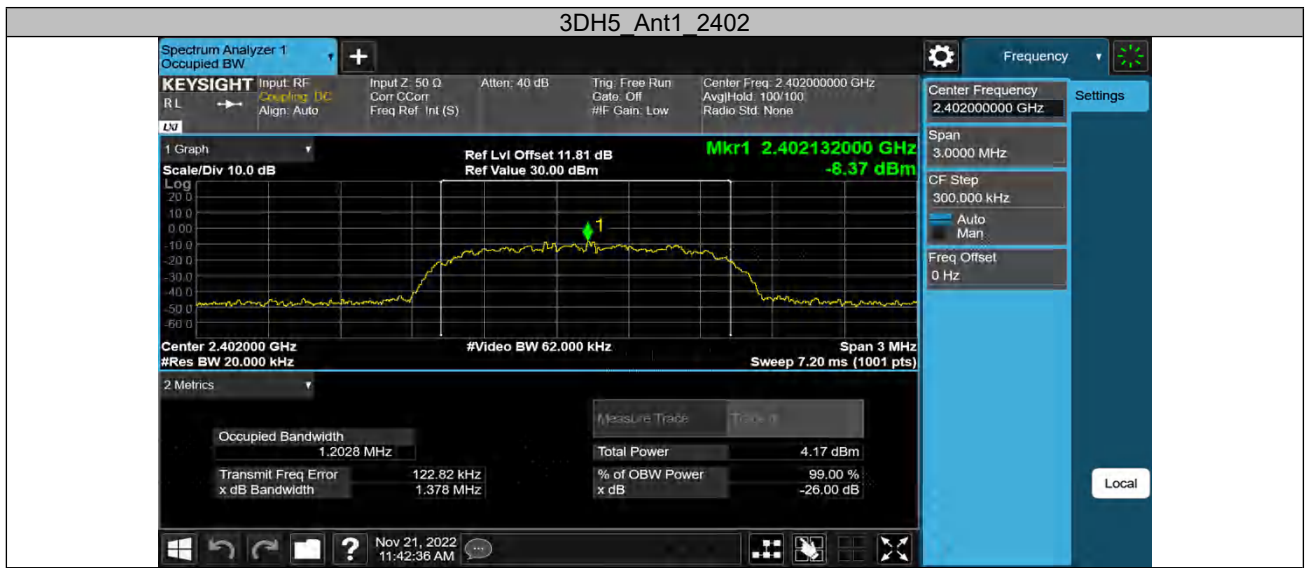 3DH5_Ant1_2402
Spectrum Analyzer 1
Occupied BW
+
Frequency
KEYSIGHT
RL
LXI
Input: RF
Coupling: DC
Align: Auto
Input Z: 50 Ω
Corr CCorr
Freq Ref: Int (S)
Atten: 40 dB
Trig: Free Run
Gate: Off
#IF Gain: Low
Center Freq: 2.402000000 GHz
Avg|Hold: 100/100
Radio Std: None
Center Frequency
2.402000000 GHz
Settings
Span
3.0000 MHz
CF Step
300.000 kHz
Auto
Man
Freq Offset
0 Hz
Local
1 Graph
Scale/Div 10.0 dB
Ref Lvl Offset 11.81 dB
Ref Value 30.00 dBm
Mkr1 2.402132000 GHz
-8.37 dBm
Log
20.0
10.0
0.00
-10.0
-20.0
-30.0
-40.0
-50.0
-60.0
1
Center 2.402000 GHz
#Res BW 20.000 kHz
#Video BW 62.000 kHz
Span 3 MHz
Sweep 7.20 ms (1001 pts)
2 Metrics
Measure Trace
Occupied Bandwidth
1.2028 MHz
Total Power 4.17 dBm
Transmit Freq Error 122.82 kHz
x dB Bandwidth 1.378 MHz
% of OBW Power 99.00 %
x dB -26.00 dB
?
Nov 21, 2022
11:42:36 AM